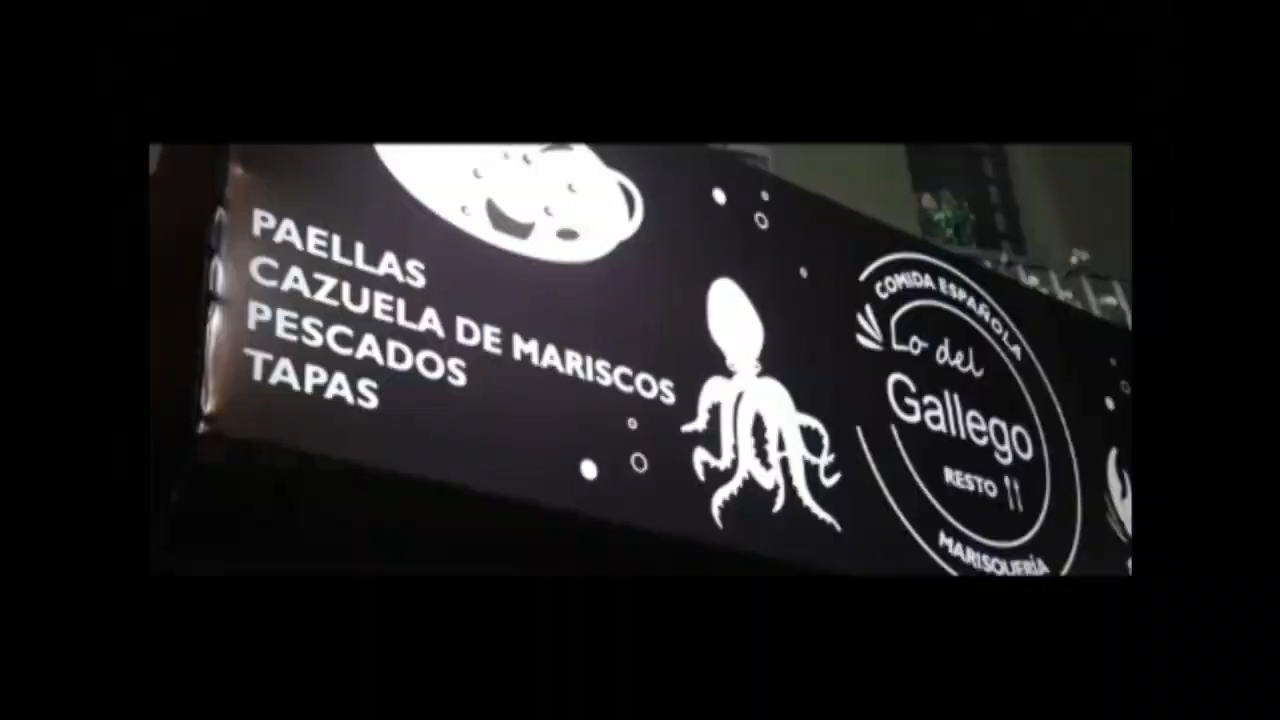 PAELLAS
CAZUELA DE MARISCOS
PESCADOS
TAPAS
COMIDA ESPAÑOLA
Lo del
Gallego
RESTO
MARISQUERÍA